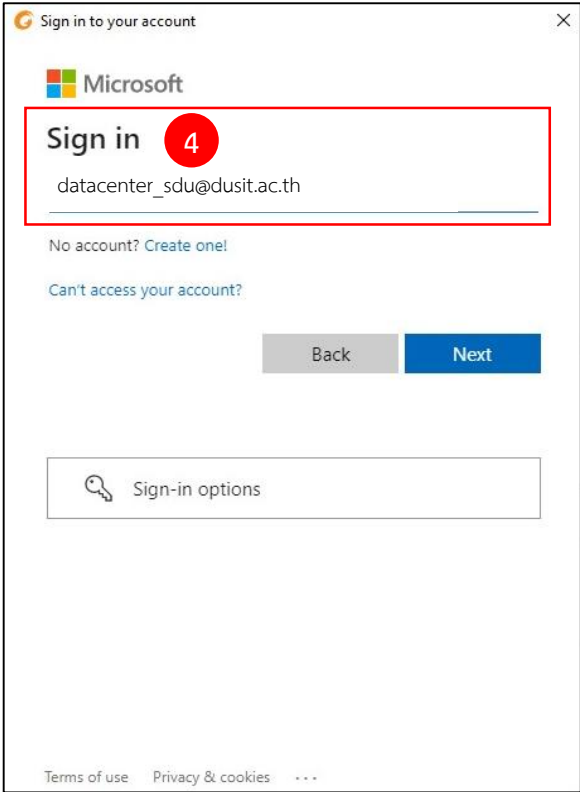 Sign in to your account
Microsoft
Sign in 4
datacenter_sdu@dusit.ac.th
No account? Create one!
Can't access your account?
Back Next
Sign-in options
Terms of use Privacy & cookies ...